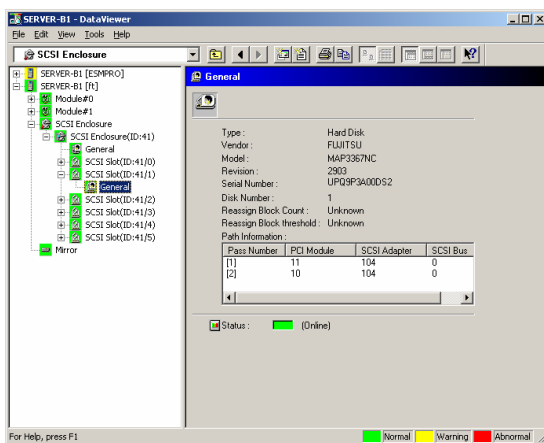 SERVER-B1 - DataViewer
File Edit View Tools Help
SCSI Enclosure
SERVER-B1 [ESMPRO]
SERVER-B1 [ft]
Module#0
Module#1
SCSI Enclosure
SCSI Enclosure(ID:41)
General
SCSI Slot(ID:41/0)
SCSI Slot(ID:41/1)
General
SCSI Slot(ID:41/2)
SCSI Slot(ID:41/3)
SCSI Slot(ID:41/4)
SCSI Slot(ID:41/5)
Mirror
General
Type : Hard Disk
Vendor : FUJITSU
Model : MAP3367NC
Revision : 2903
Serial Number : UPQ9P3A00DS2
Disk Number : 1
Reassign Block Count : Unknown
Reassign Block threshold : Unknown
Path Information :
Pass Number PCI Module SCSI Adapter SCSI Bus
[1] 11 104 0
[2] 10 104 0
Status : (Online)
For Help, press F1
Normal Warning Abnormal